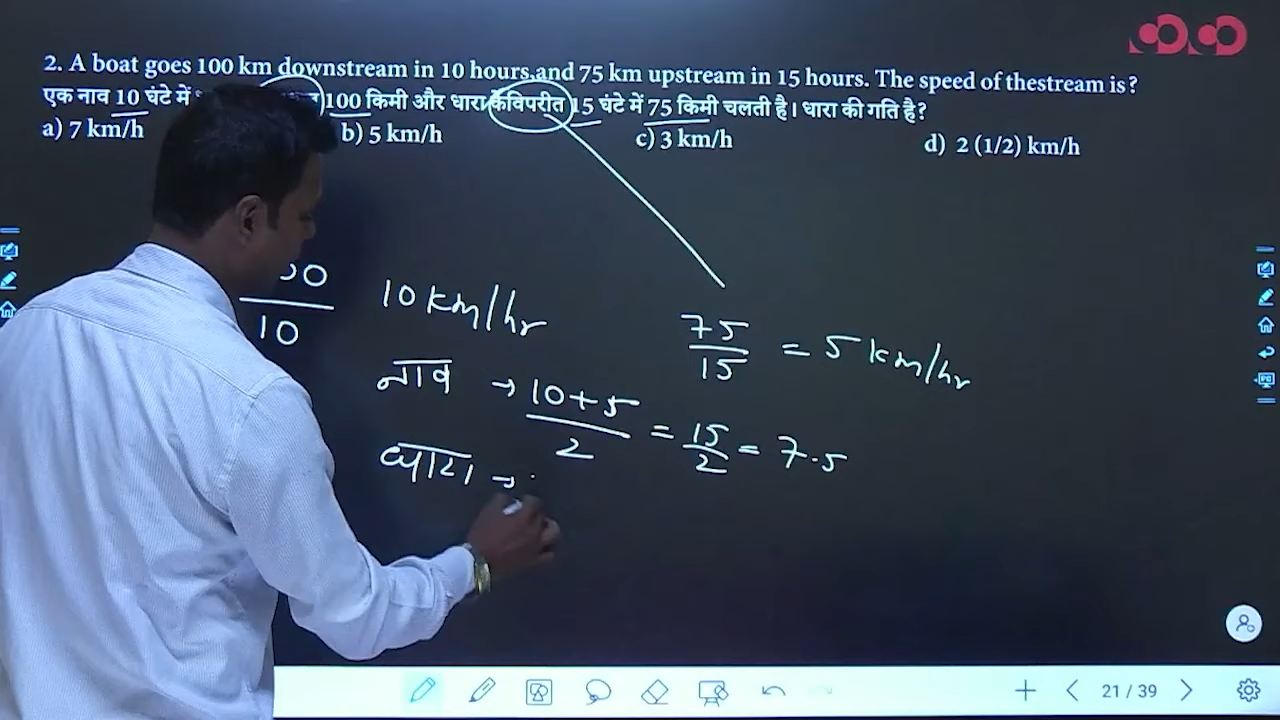 2. A boat goes 100 km downstream in 10 hours.and 75 km upstream in 15 hours. The speed of thestream is?
एक नाव 10 घंटे में 100 किमी और धारा केविपरीत 15 घंटे में 75 किमी चलती है। धारा की गति है?
a) 7 km/h b) 5 km/h c) 3 km/h d) 2 (1/2) km/h
00/10 10 km/hr 75/15 = 5 km/hr
नाव → 10+5/2 = 15/2 = 7.5
धारा →
21 / 39